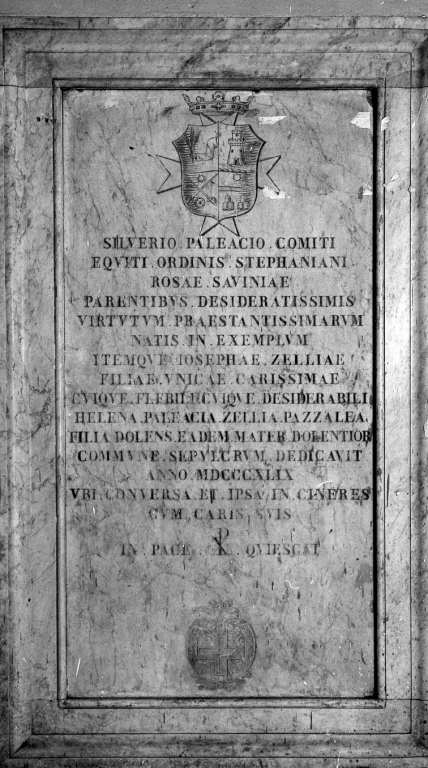 SILVERIO . PALEACIO . COMITI
EQVITI . ORDINIS . STEPHANIANI .
ROSAE . SAVINIAE
PARENTIBVS . DESIDERATISSIMIS
VIRTVTVM . PRAESTANTISSIMARVM
NATIS . IN . EXEMPLVM
ITEMQVE . IOSEPHAE . ZELLIAE
FILIAE . VNICAE . CARISSIMAE
CVIQVE . FLEBILI . CVIQVE . DESIDERABILI
HELENA . PALEACIA . ZELLIA . PAZZALEA .
FILIA DOLENS . EADEM . MATER DOLENTIOR
COMMVNE . SEPVLCRVM . DEDICAVIT
ANNO . MDCCCXLIX
VBI . CONVERSA . ET . IPSA . IN . CINERES
CVM . CARIS . SVIS
IN . PACE . ☧ . QVIESCAT